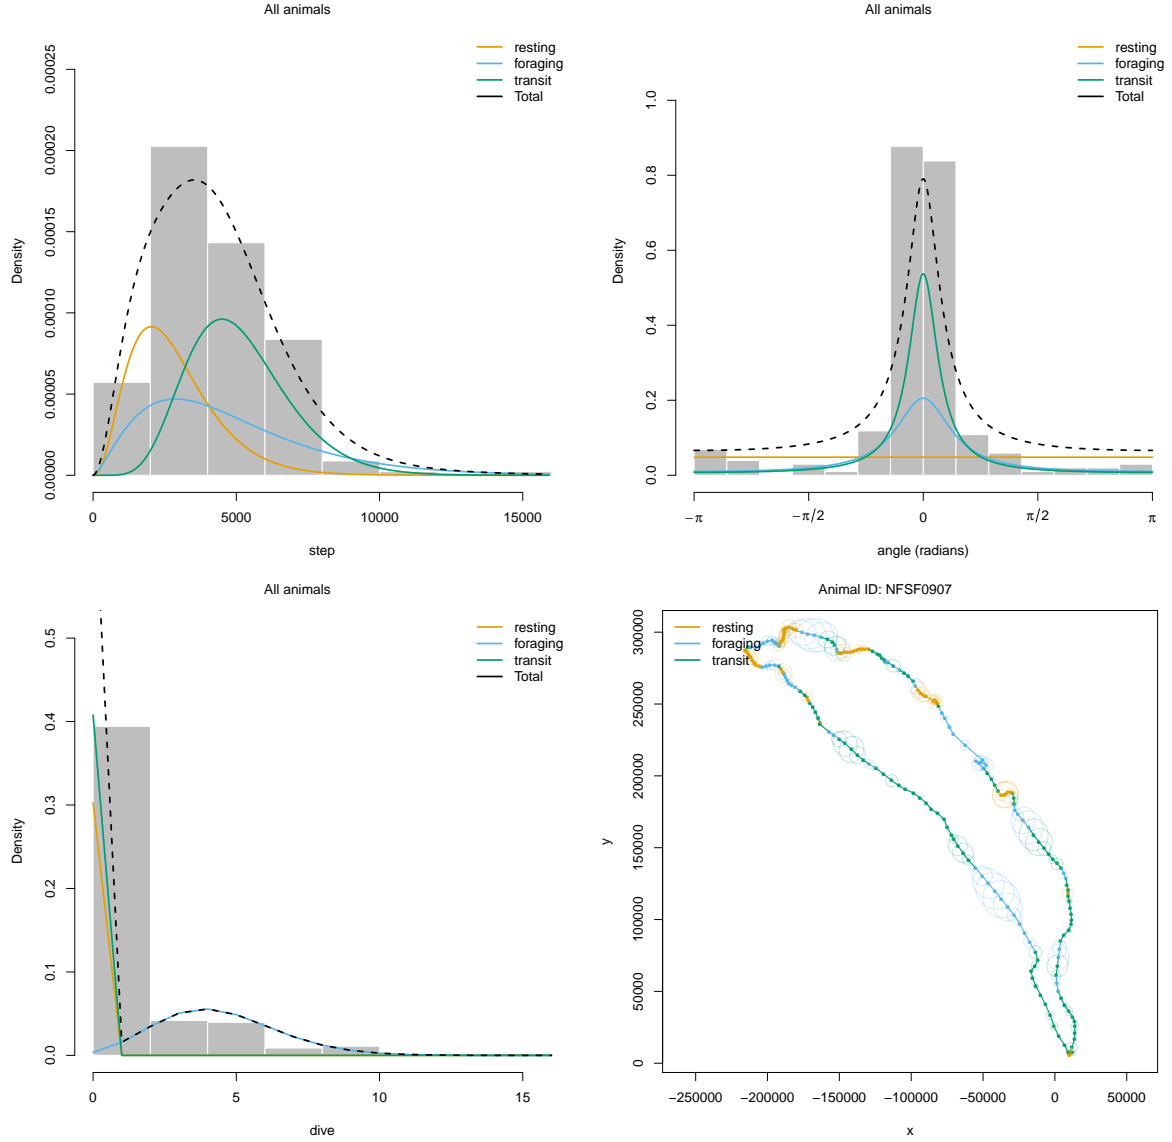 All animals
resting
foraging
transit
Total
0.00025
0.00020
0.00015
0.00010
0.00005
0.00000
Density
0
5000
10000
15000
step
All animals
resting
foraging
transit
Total
1.0
0.8
0.6
0.4
0.2
0.0
Density
−π
−π/2
0
π/2
π
angle (radians)
All animals
resting
foraging
transit
Total
0.5
0.4
0.3
0.2
0.1
0.0
Density
0
5
10
15
dive
Animal ID: NFSF0907
resting
foraging
transit
300000
250000
200000
150000
100000
50000
0
y
−250000
−200000
−150000
−100000
−50000
0
50000
x